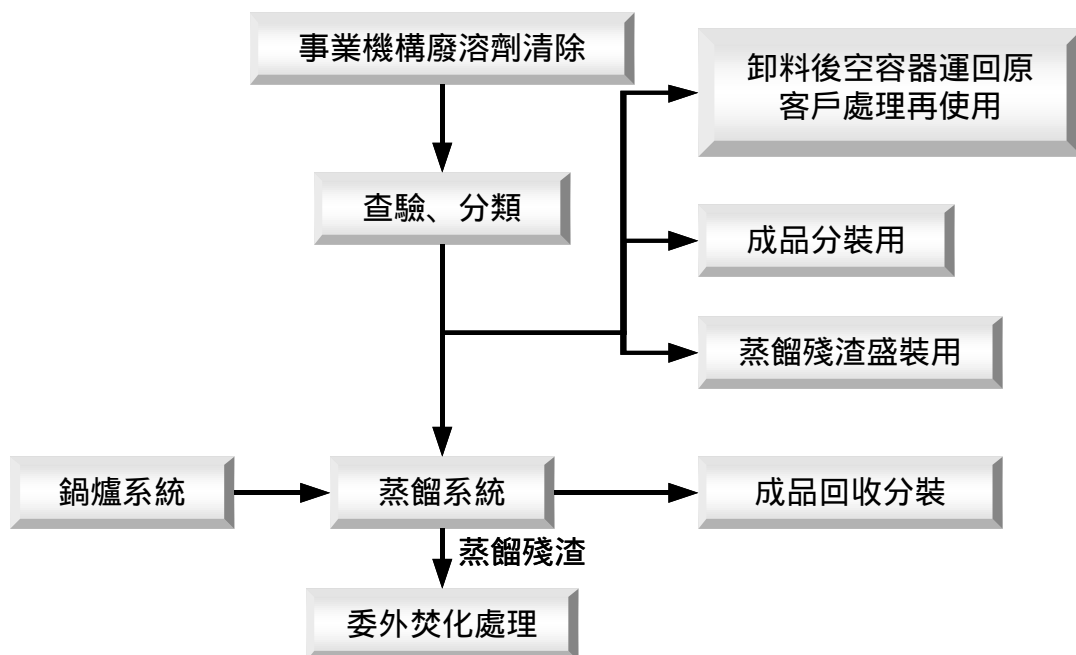 事業機構廢溶劑清除
卸料後空容器運回原
客戶處理再使用
查驗、分類
成品分裝用
蒸餾殘渣盛裝用
鍋爐系統
蒸餾系統
成品回收分裝
蒸餾殘渣
委外焚化處理